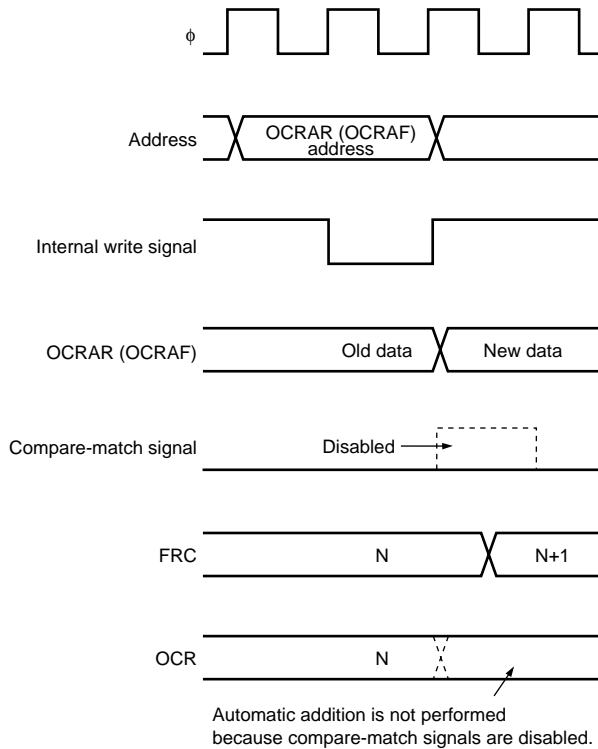 ϕ
Address
OCRAR (OCRAF)
address
Internal write signal
OCRAR (OCRAF)
Old data
New data
Compare-match signal
Disabled
FRC
N
N+1
OCR
N
Automatic addition is not performed
because compare-match signals are disabled.